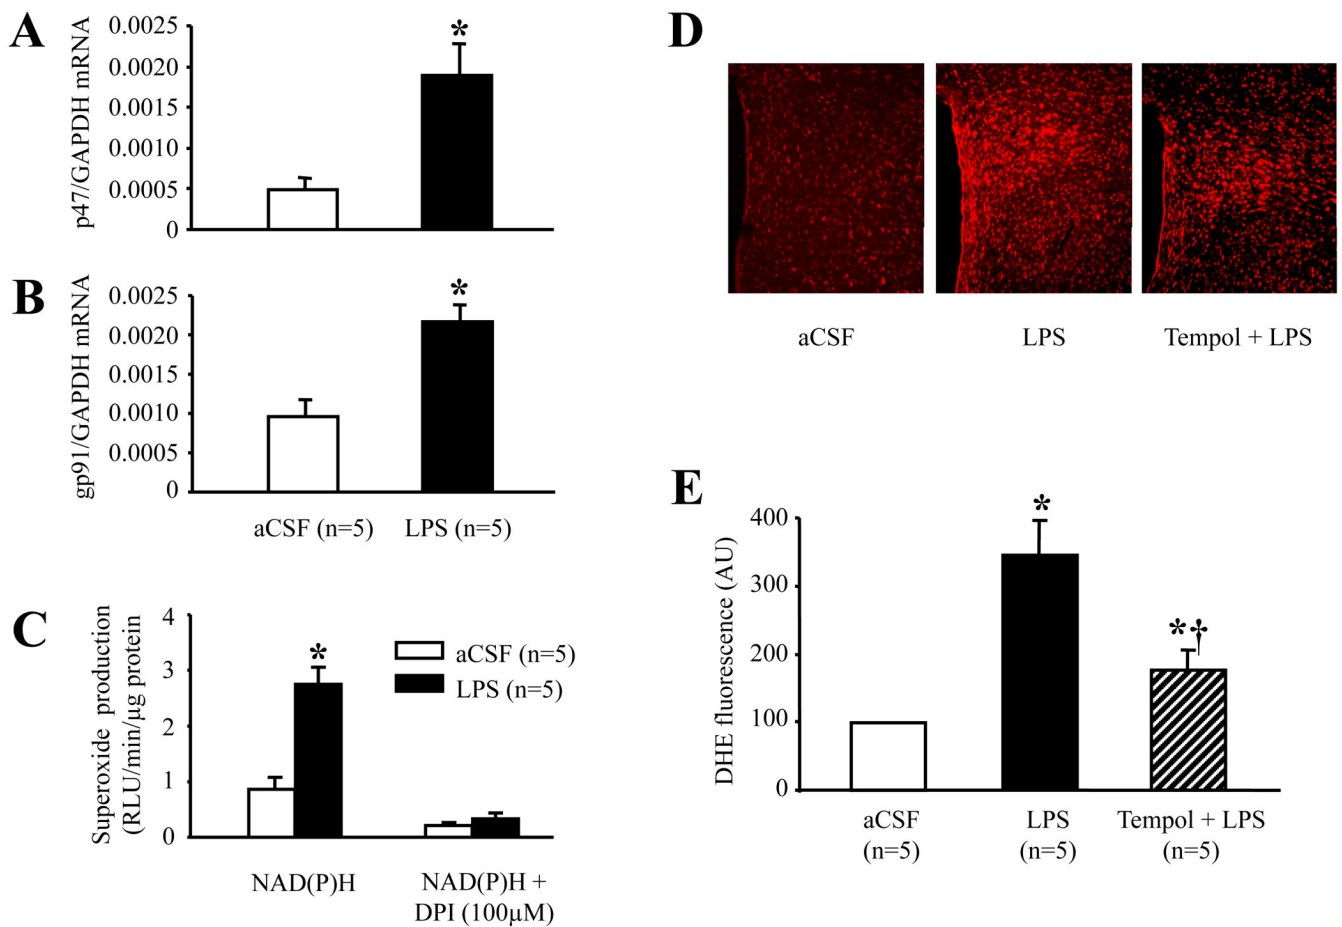 A
p47/GAPDH mRNA
0.0025
0.0020
0.0015
0.0010
0.0005
0
*
B
gp91/GAPDH mRNA
0.0025
0.0020
0.0015
0.0010
0.0005
0
*
aCSF (n=5)
LPS (n=5)
C
Superoxide production
(RLU/min/µg protein
4
3
2
1
0
*
aCSF (n=5)
LPS (n=5)
NAD(P)H
NAD(P)H +
DPI (100µM)
D
aCSF
LPS
Tempol + LPS
E
DHE fluorescence (AU)
400
300
200
100
0
*
*†
aCSF
(n=5)
LPS
(n=5)
Tempol + LPS
(n=5)